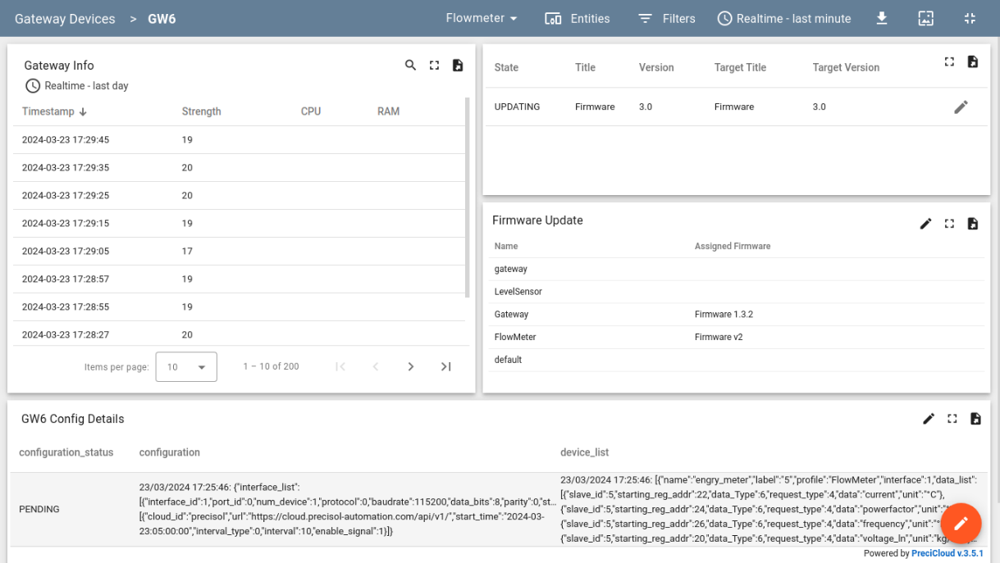 Gateway Devices > GW6 Flowmeter Entities Filters Realtime - last minute
Gateway Info
Realtime - last day
Timestamp Strength CPU RAM
2024-03-23 17:29:45 19
2024-03-23 17:29:35 20
2024-03-23 17:29:25 20
2024-03-23 17:29:15 19
2024-03-23 17:29:05 17
2024-03-23 17:28:57 19
2024-03-23 17:28:55 19
2024-03-23 17:28:27 20
Items per page: 10 1 – 10 of 200
State Title Version Target Title Target Version
UPDATING Firmware 3.0 Firmware 3.0
Firmware Update
Name Assigned Firmware
gateway
LevelSensor
Gateway Firmware 1.3.2
FlowMeter Firmware v2
default
GW6 Config Details
configuration_status configuration device_list
PENDING
23/03/2024 17:25:46: {"interface_list":
[{"interface_id":1,"port_id":0,"num_device":1,"protocol":0,"baudrate":115200,"data_bits":8,"parity":0,"st…
[{"cloud_id":"precisol","url":"https://cloud.precisol-automation.com/api/v1/","start_time":"2024-03-
23:05:00:00","interval_type":0,"interval":10,"enable_signal":1}]}
23/03/2024 17:25:46: [{"name":"engry_meter","label":"5","profile":"FlowMeter","interface":1,"data_list":
[{"slave_id":5,"starting_reg_addr":22,"data_Type":6,"request_type":4,"data":"current","unit":"°C"},
{"slave_id":5,"starting_reg_addr":24,"data_Type":6,"request_type":4,"data":"powerfactor","unit":"°
{"slave_id":5,"starting_reg_addr":26,"data_Type":6,"request_type":4,"data":"frequency","unit":"°
{"slave_id":5,"starting_reg_addr":20,"data_Type":6,"request_type":4,"data":"voltage_ln","unit":"kg/…
Powered by PreciCloud v.3.5.1